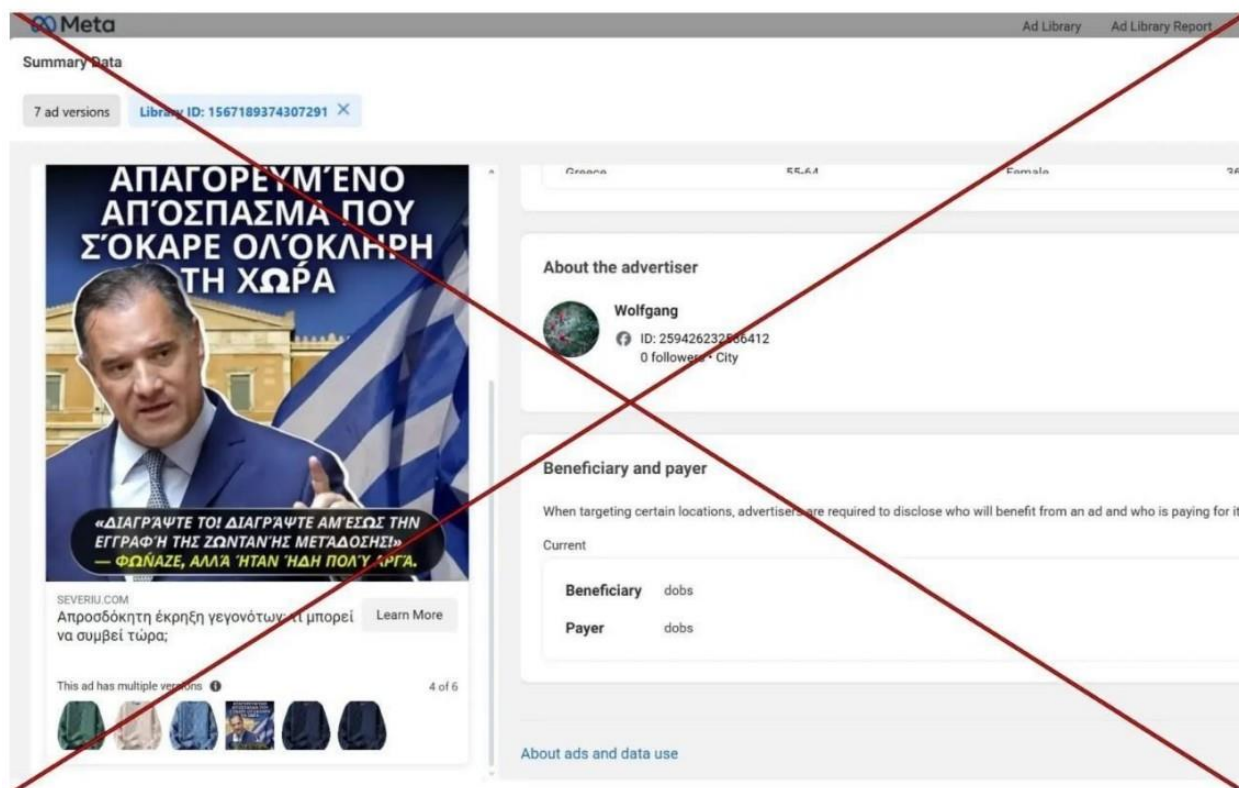 Meta
Ad Library Ad Library Report
Summary Data
7 ad versions Library ID: 1567189374307291 ×
ΑΠΑΓΟΡΕΥΜΈΝΟ
ΑΠΌΣΠΑΣΜΑ ΠΟΥ
ΣΌΚΑΡΕ ΟΛΌΚΛΗΡΗ
ΤΗ ΧΏΡΑ
«ΔΙΑΓΡΆΨΤΕ ΤΟ! ΔΙΑΓΡΆΨΤΕ ΑΜΈΣΩΣ ΤΗΝ
ΕΓΓΡΑΦΉ ΤΗΣ ΖΩΝΤΑΝΉΣ ΜΕΤΆΔΟΣΗΣ!»
— ΦΏΝΑΖΕ, ΑΛΛΆ ΉΤΑΝ ΉΔΗ ΠΟΛΎ ΑΡΓΆ.
SEVERIU.COM
Απροσδόκητη έκρηξη γεγονότων: τι μπορεί
να συμβεί τώρα;
Learn More
This ad has multiple versions
4 of 6
Greece 55-64 Female
About the advertiser
Wolfgang
0 followers • City
Beneficiary and payer
When targeting certain locations, advertisers are required to disclose who will benefit from an ad and who is paying for it
Current
Beneficiary dobs
Payer dobs
About ads and data use